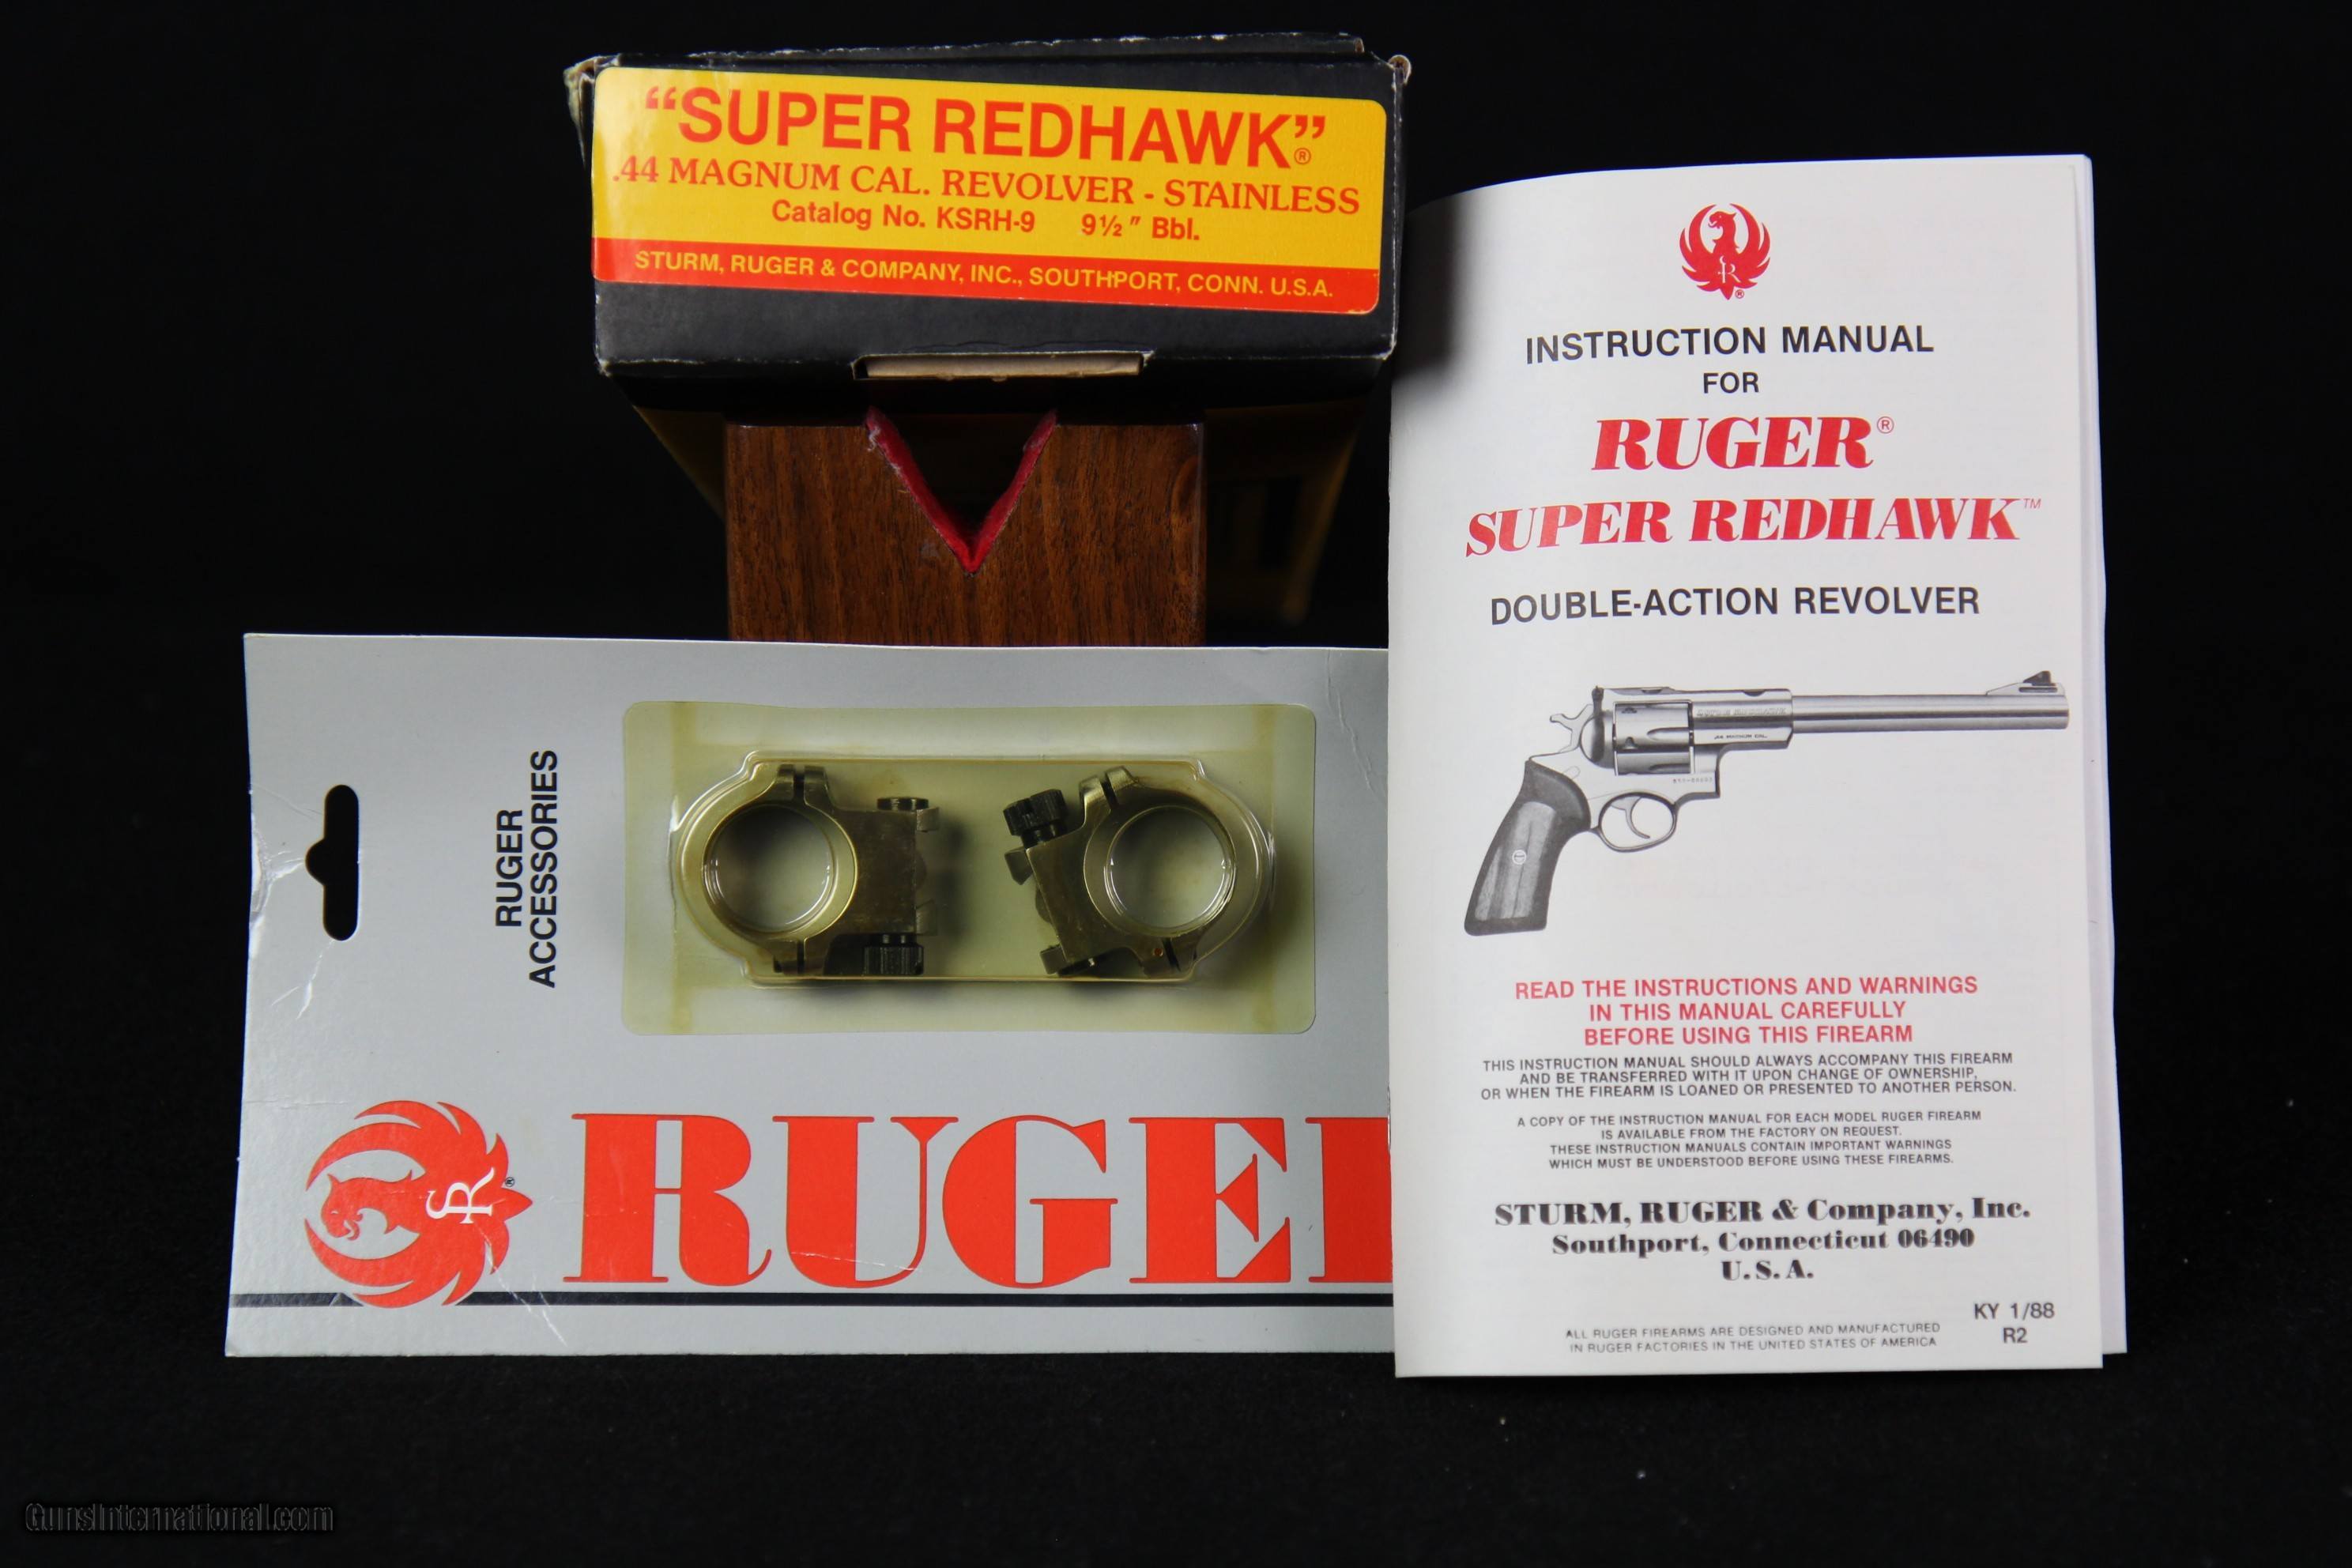 “SUPER REDHAWK”®
.44 MAGNUM CAL. REVOLVER - STAINLESS
Catalog No. KSRH-9 9½" Bbl.
STURM, RUGER & COMPANY, INC., SOUTHPORT, CONN. U.S.A.
RUGER
ACCESSORIES
SR®
RUGE
SR®
INSTRUCTION MANUAL
FOR
RUGER®
SUPER REDHAWK™
DOUBLE-ACTION REVOLVER
READ THE INSTRUCTIONS AND WARNINGS
IN THIS MANUAL CAREFULLY
BEFORE USING THIS FIREARM
THIS INSTRUCTION MANUAL SHOULD ALWAYS ACCOMPANY THIS FIREARM
AND BE TRANSFERRED WITH IT UPON CHANGE OF OWNERSHIP,
OR WHEN THE FIREARM IS LOANED OR PRESENTED TO ANOTHER PERSON.
A COPY OF THE INSTRUCTION MANUAL FOR EACH MODEL RUGER FIREARM
IS AVAILABLE FROM THE FACTORY ON REQUEST.
THESE INSTRUCTION MANUALS CONTAIN IMPORTANT WARNINGS
WHICH MUST BE UNDERSTOOD BEFORE USING THESE FIREARMS.
STURM, RUGER & Company, Inc.
Southport, Connecticut 06490
U.S.A.
KY 1/88
R2
ALL RUGER FIREARMS ARE DESIGNED AND MANUFACTURED
IN RUGER FACTORIES IN THE UNITED STATES OF AMERICA
GunsInternational.com